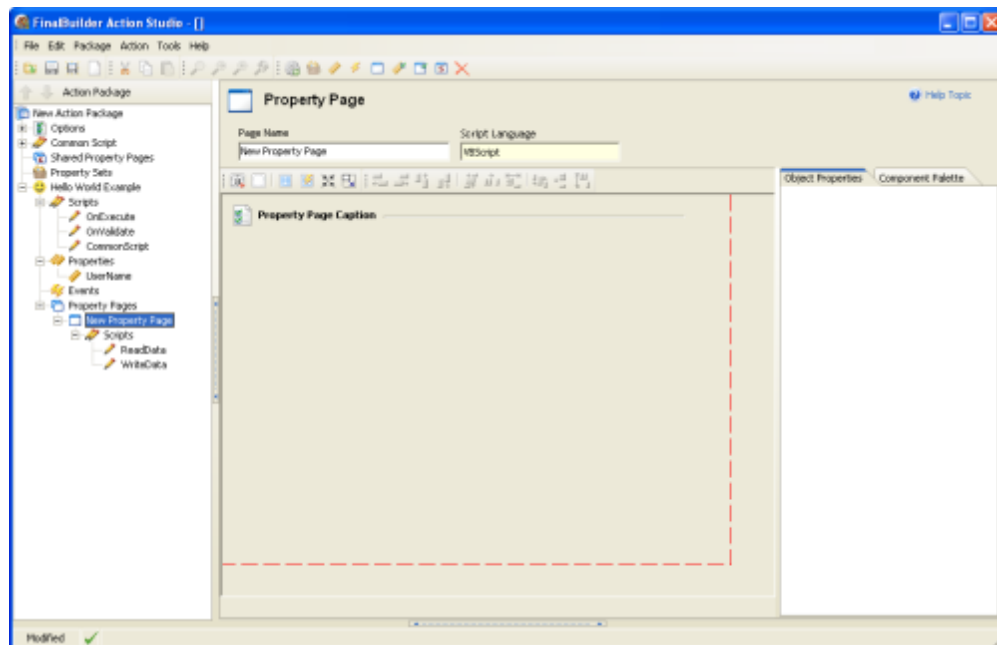 FinalBuilder Action Studio - []
File Edit Package Action Tools Help
Action Package
New Action Package
Options
Common Script
Shared Property Pages
Property Sets
Hello World Example
Scripts
OnExecute
OnValidate
CommonScript
Properties
UserName
Events
Property Pages
New Property Page
Scripts
ReadData
WriteData
Property Page
Help Topic
Page Name
Script Language
New Property Page
VBScript
Object Properties
Component Palette
Property Page Caption
Modified